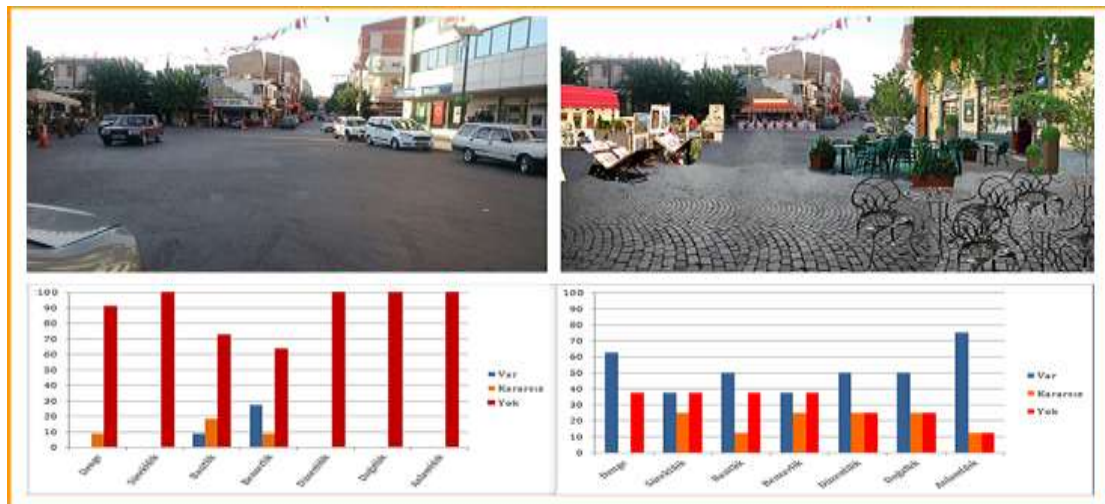 100
90
80
70
60
50
40
30
20
10
0
Denge
Süreklilik
Basitlik
Benzerlik
Düzenlilik
Doğallık
Anlamlılık
Var
Kararsız
Yok
100
90
80
70
60
50
40
30
20
10
0
Denge
Süreklilik
Basitlik
Benzerlik
Düzenlilik
Doğallık
Anlamlılık
Var
Kararsız
Yok